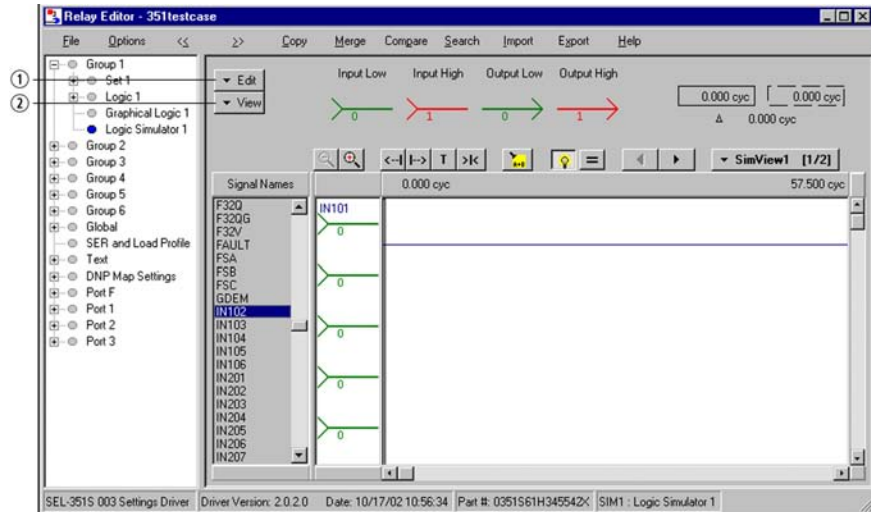 Relay Editor - 351testcase
File Options << >> Copy Merge Compare Search Import Export Help
Group 1
Set 1
Logic 1
Graphical Logic 1
Logic Simulator 1
Group 2
Group 3
Group 4
Group 5
Group 6
Global
SER and Load Profile
Text
DNP Map Settings
Port F
Port 1
Port 2
Port 3
1
2
Edit
View
Input Low Input High Output Low Output High
0 1 0 1
0.000 cyc 0.000 cyc
Δ 0.000 cyc
T
SimView1 [1/2]
Signal Names 0.000 cyc 57.500 cyc
F32Q
F32QG
F32V
FAULT
FSA
FSB
FSC
GDEM
IN102
IN103
IN104
IN105
IN106
IN201
IN202
IN203
IN204
IN205
IN206
IN207
IN101
0
0
0
0
0
SEL-351S 003 Settings Driver Driver Version: 2.0.2.0 Date: 10/17/02 10:56:34 Part #: 0351S61H345542X SIM1 : Logic Simulator 1